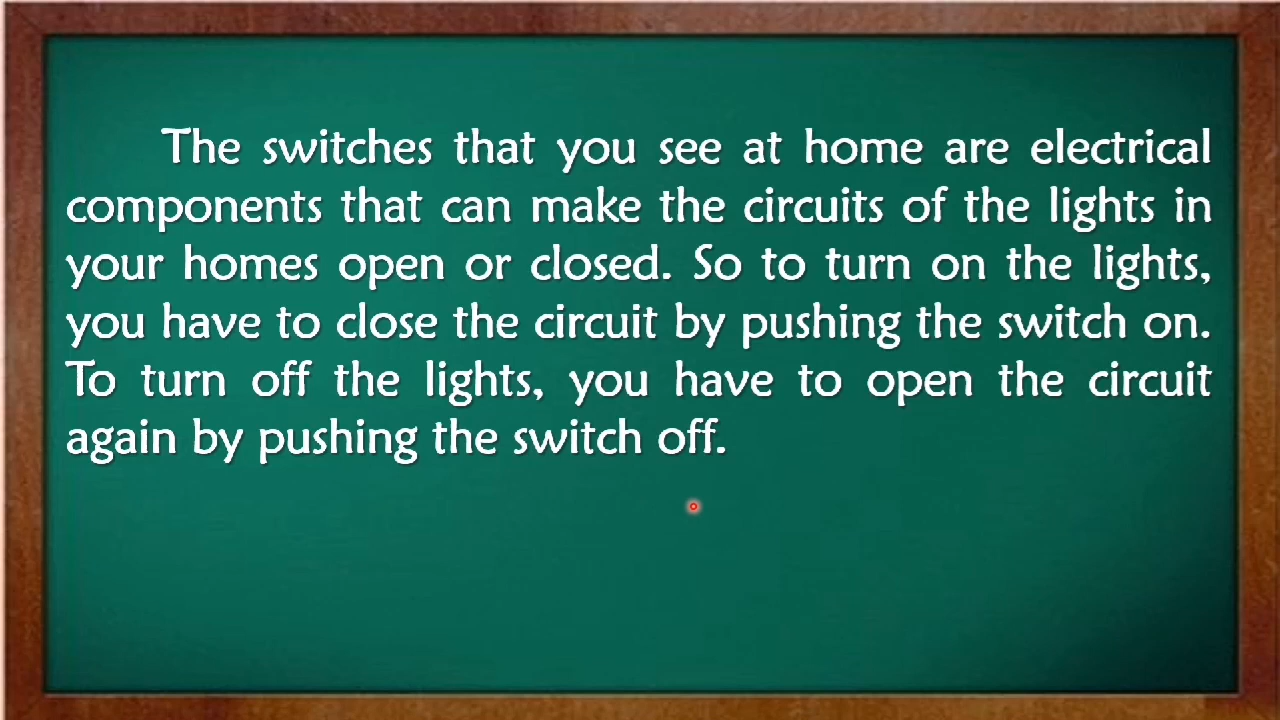 The switches that you see at home are electrical
components that can make the circuits of the lights in
your homes open or closed. So to turn on the lights,
you have to close the circuit by pushing the switch on.
To turn off the lights, you have to open the circuit
again by pushing the switch off.